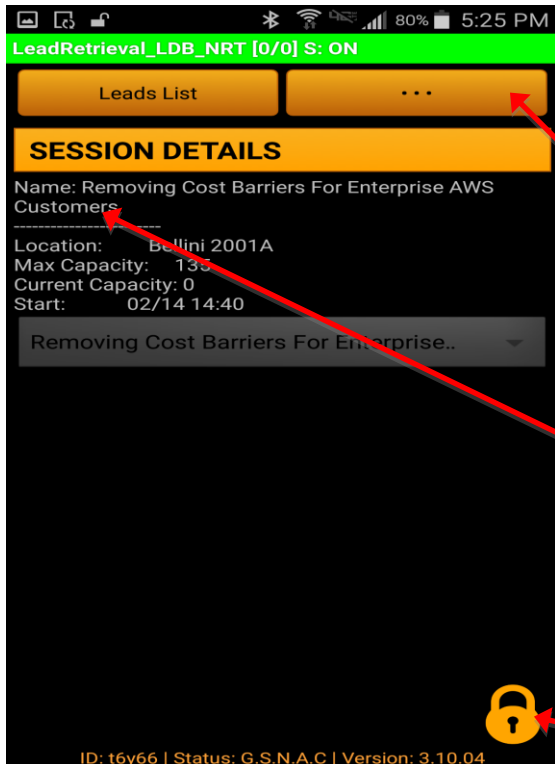 80% 5:25 PM
LeadRetrieval_LDB_NRT [0/0] S: ON
Leads List ...
SESSION DETAILS
Name: Removing Cost Barriers For Enterprise AWS
Customers
------------------------
Location: Bellini 2001A
Max Capacity: 135
Current Capacity: 0
Start: 02/14 14:40
Removing Cost Barriers For Enterprise..
ID: t6y66 | Status: G.S.N.A.C | Version: 3.10.04